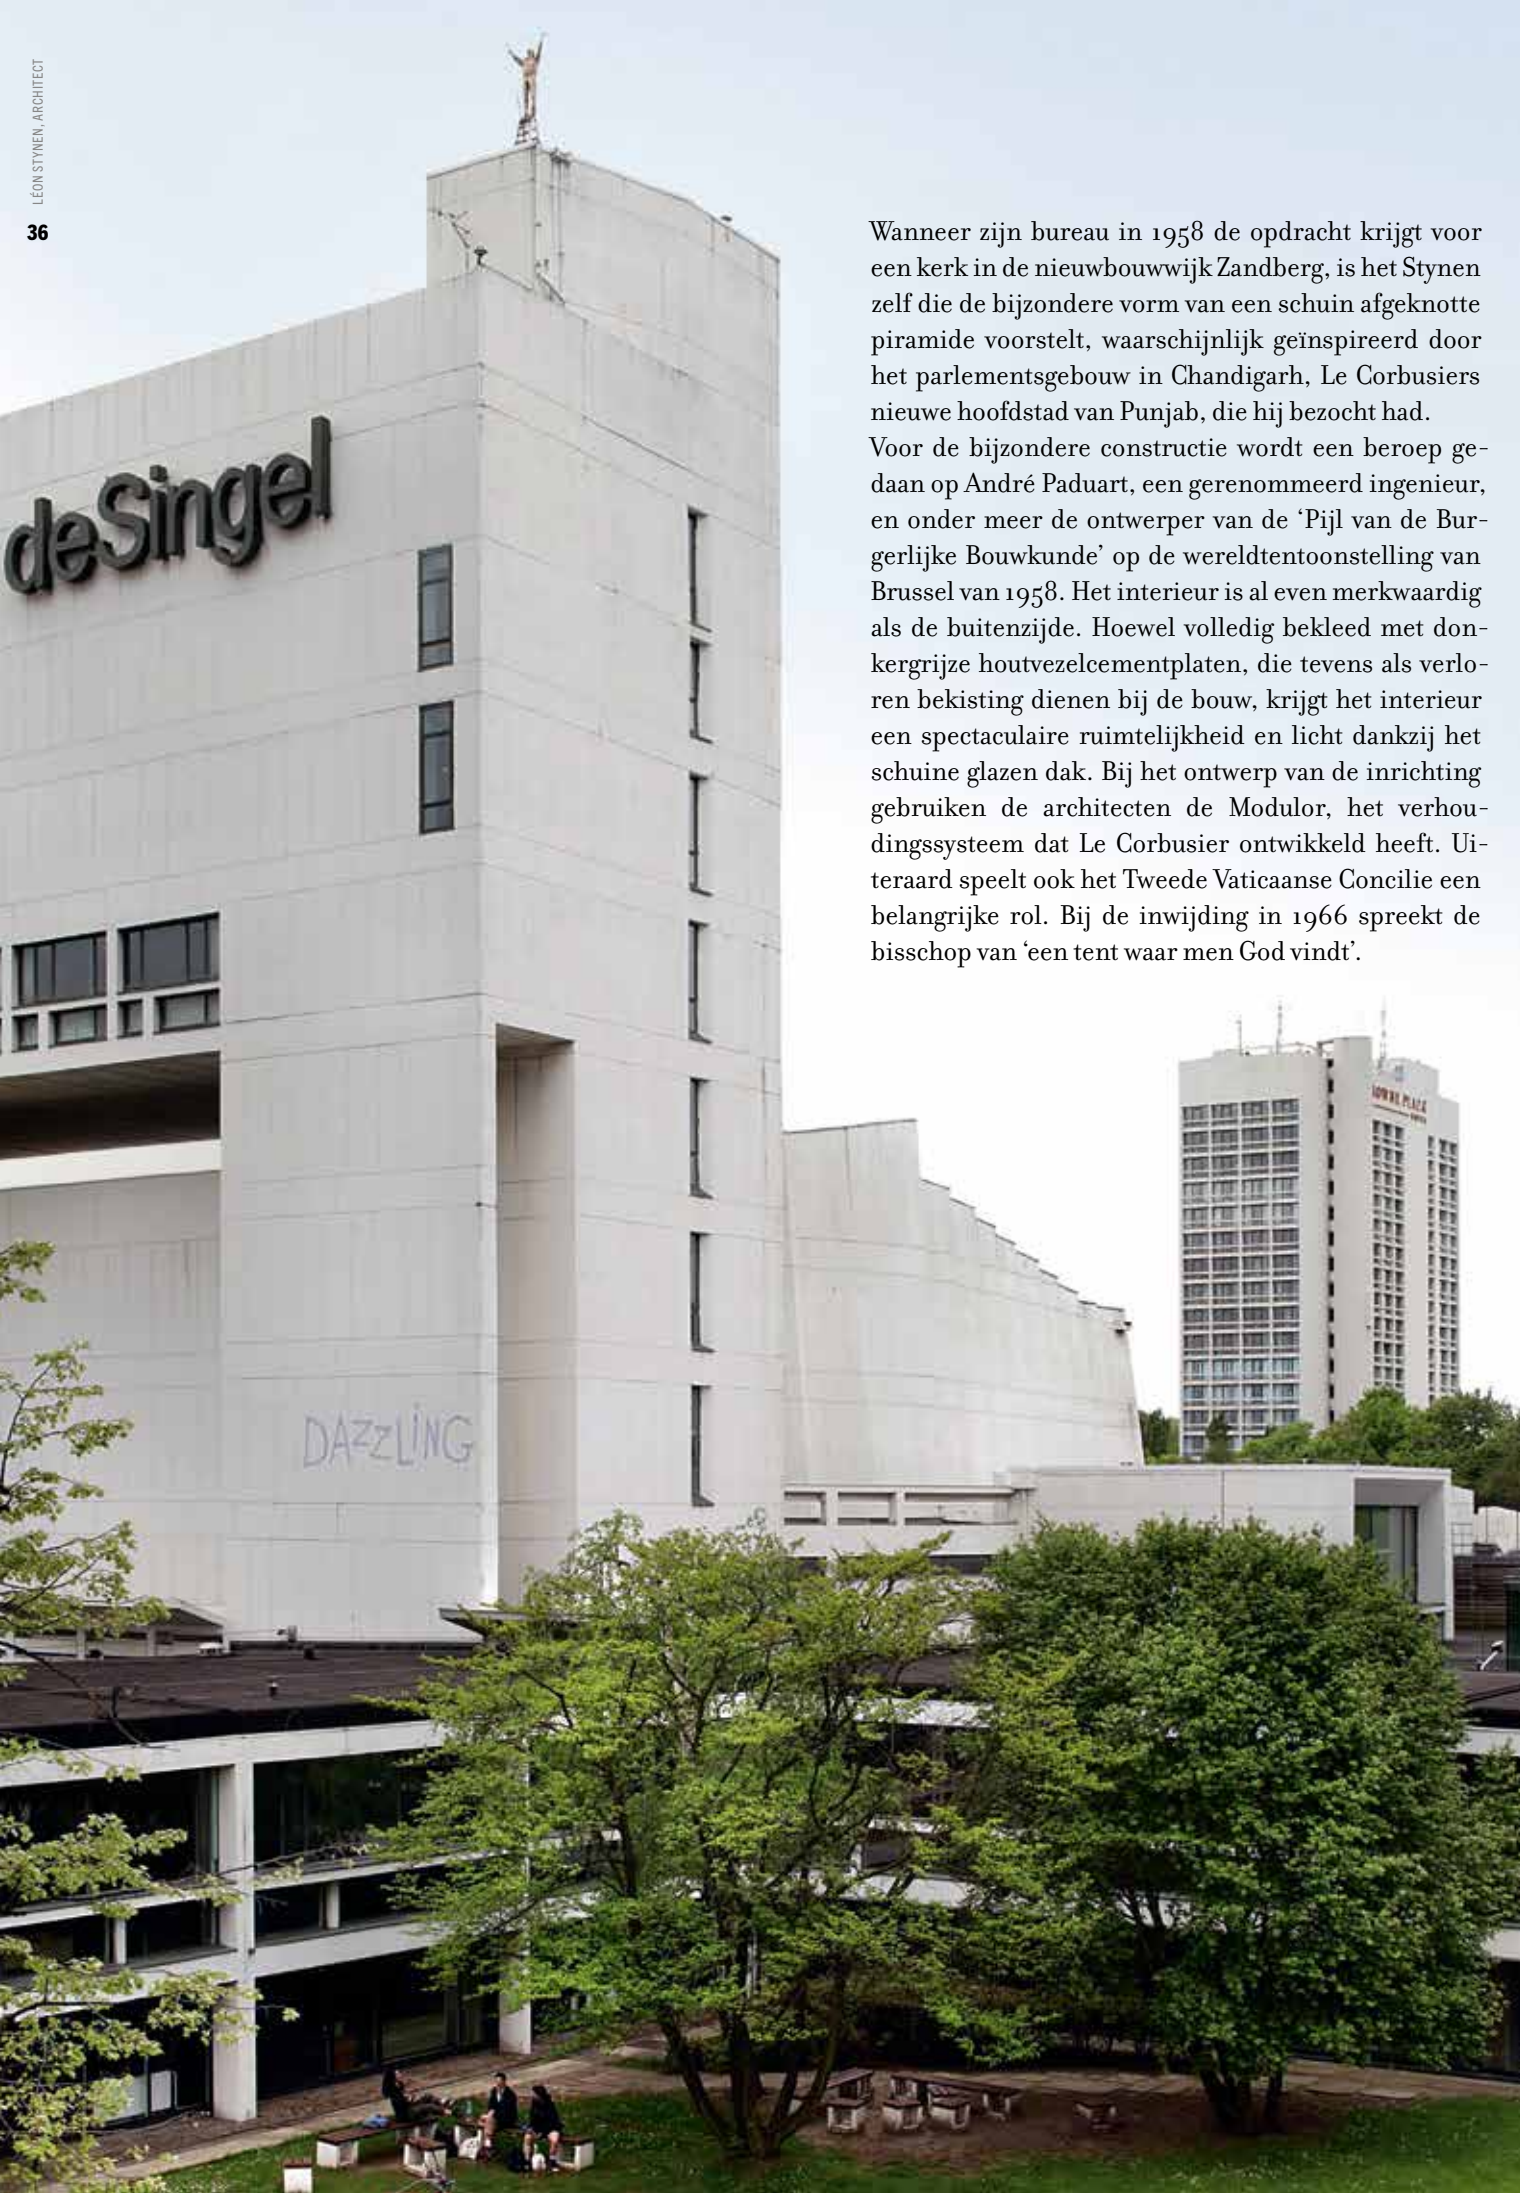 LÉON STYNEN, ARCHITECT
36
Wanneer zijn bureau in 1958 de opdracht krijgt voor
een kerk in de nieuwbouwwijk Zandberg, is het Stynen
zelf die de bijzondere vorm van een schuin afgeknotte
piramide voorstelt, waarschijnlijk geïnspireerd door
het parlementsgebouw in Chandigarh, Le Corbusiers
nieuwe hoofdstad van Punjab, die hij bezocht had.
Voor de bijzondere constructie wordt een beroep ge-
daan op André Paduart, een gerenommeerd ingenieur,
en onder meer de ontwerper van de ‘Pijl van de Bur-
gerlijke Bouwkunde’ op de wereldtentoonstelling van
Brussel van 1958. Het interieur is al even merkwaardig
als de buitenzijde. Hoewel volledig bekleed met don-
kergrijze houtvezelcementplaten, die tevens als verlo-
ren bekisting dienen bij de bouw, krijgt het interieur
een spectaculaire ruimtelijkheid en licht dankzij het
schuine glazen dak. Bij het ontwerp van de inrichting
gebruiken de architecten de Modulor, het verhou-
dingssysteem dat Le Corbusier ontwikkeld heeft. Ui-
teraard speelt ook het Tweede Vaticaanse Concilie een
belangrijke rol. Bij de inwijding in 1966 spreekt de
bisschop van ‘een tent waar men God vindt’.
deSingel
DAZZLING